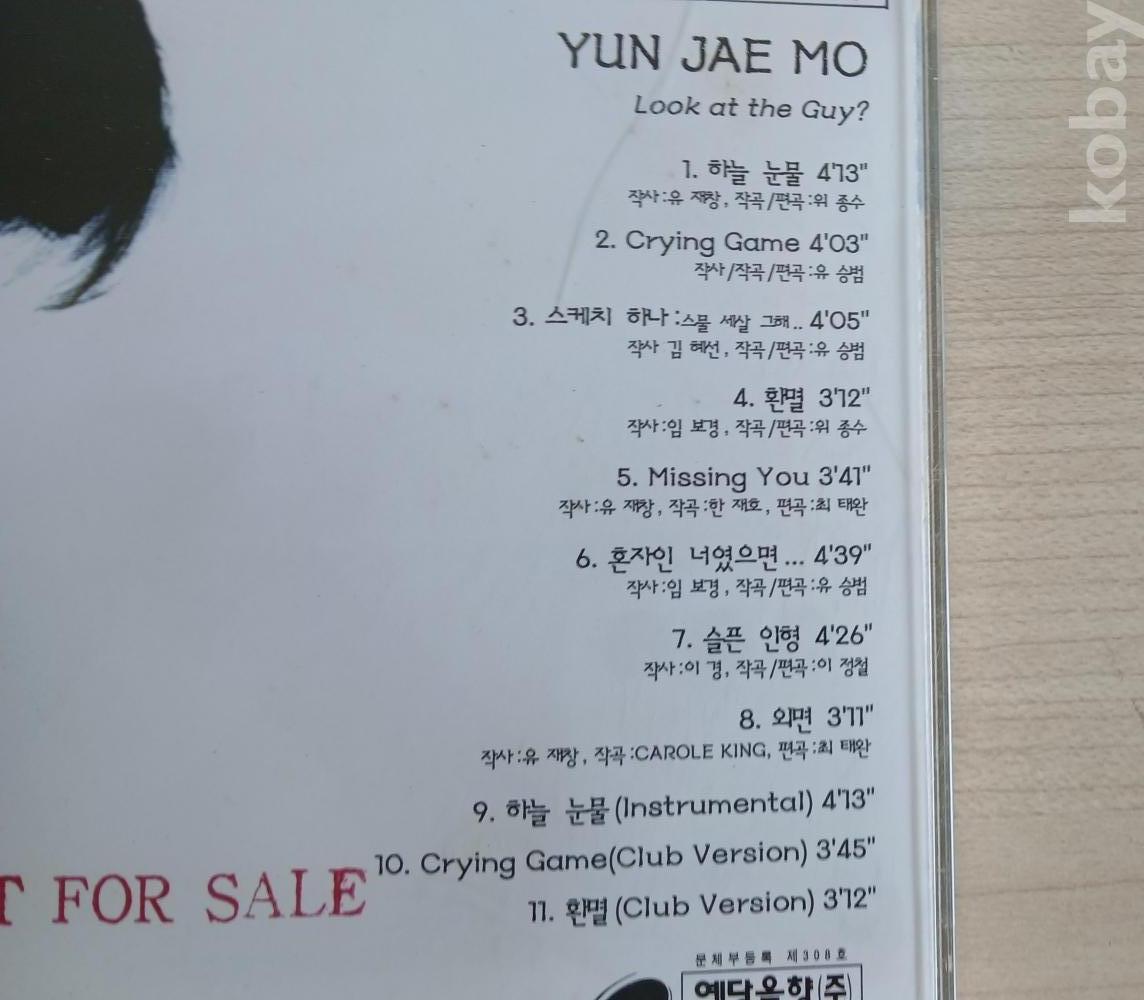 YUN JAE MO
Look at the Guy?
1. 하늘 눈물 4'13"
작사:유 재창, 작곡/편곡:위 종수
2. Crying Game 4'03"
작사/작곡/편곡:유 승범
3. 스케치 하나:스물 세살 그해.. 4'05"
작사 김 혜선, 작곡/편곡:유 승범
4. 환멸 3'12"
작사:임 보경, 작곡/편곡:위 종수
5. Missing You 3'41"
작사:유 재창, 작곡:한 재호, 편곡:최 태완
6. 혼자인 너였으면... 4'39"
작사:임 보경, 작곡/편곡:유 승범
7. 슬픈 인형 4'26"
작사:이 경, 작곡/편곡:이 정철
8. 외면 3'11"
작사:유 재창, 작곡:CAROLE KING, 편곡:최 태완
9. 하늘 눈물(Instrumental) 4'13"
10. Crying Game(Club Version) 3'45"
11. 환멸(Club Version) 3'12"
T FOR SALE
문체부등록 제308호
예당음향(주)
kobay